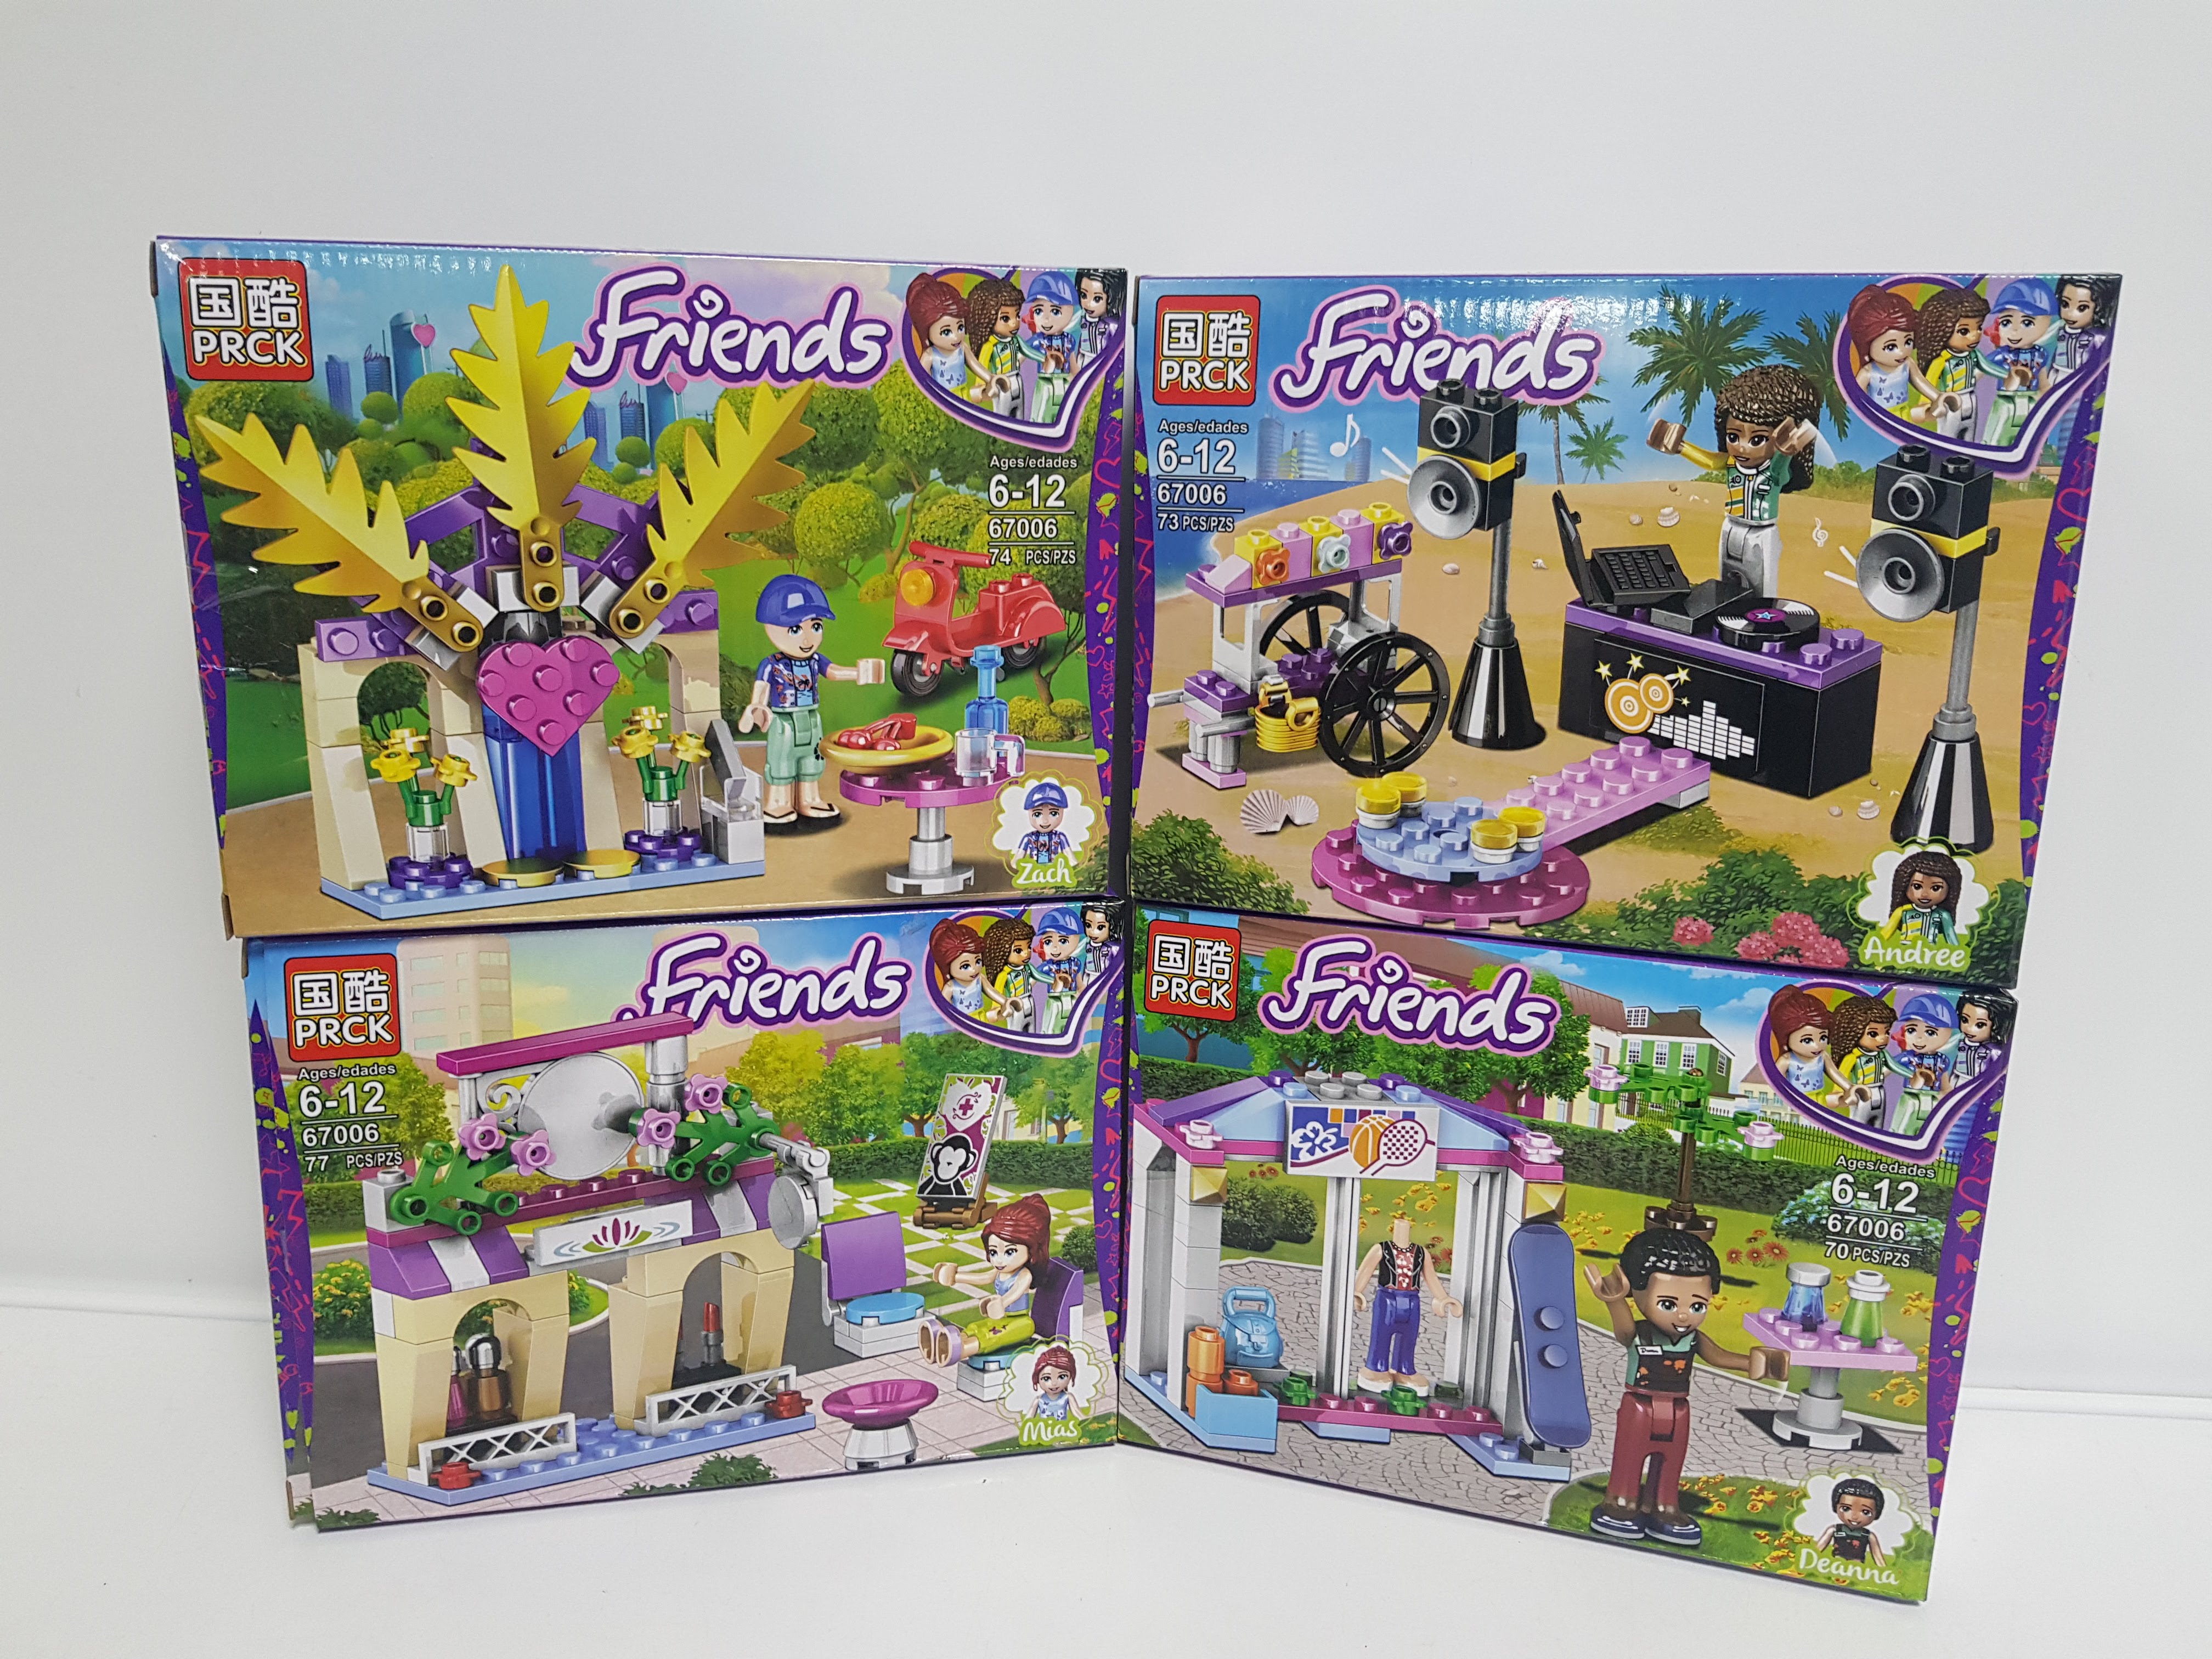 国酷
PRCK
Friends
Ages/edades
6-12
67006
74 PCS/PZS
Zach
国酷
PRCK
Friends
Ages/edades
6-12
67006
73 PCS/PZS
Andree
国酷
PRCK
Friends
Ages/edades
6-12
67006
77 PCS/PZS
Mias
国酷
PRCK
Friends
Ages/edades
6-12
67006
70 PCS/PZS
Deanna